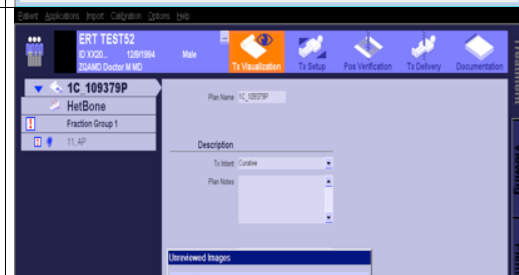 Patient Applications Import Calibration Options Help
ERT TEST52
ID XX20... 12/9/1994 Male
ZQAMD Doctor M MD
Tx Visualization Tx Setup Pos Verification Tx Delivery Documentation
1C_109379P
HetBone
Fraction Group 1
11_AP
Plan Name 1C_109379P
Description
Tx Intent Curative
Plan Notes
Unreviewed Images
Treatment